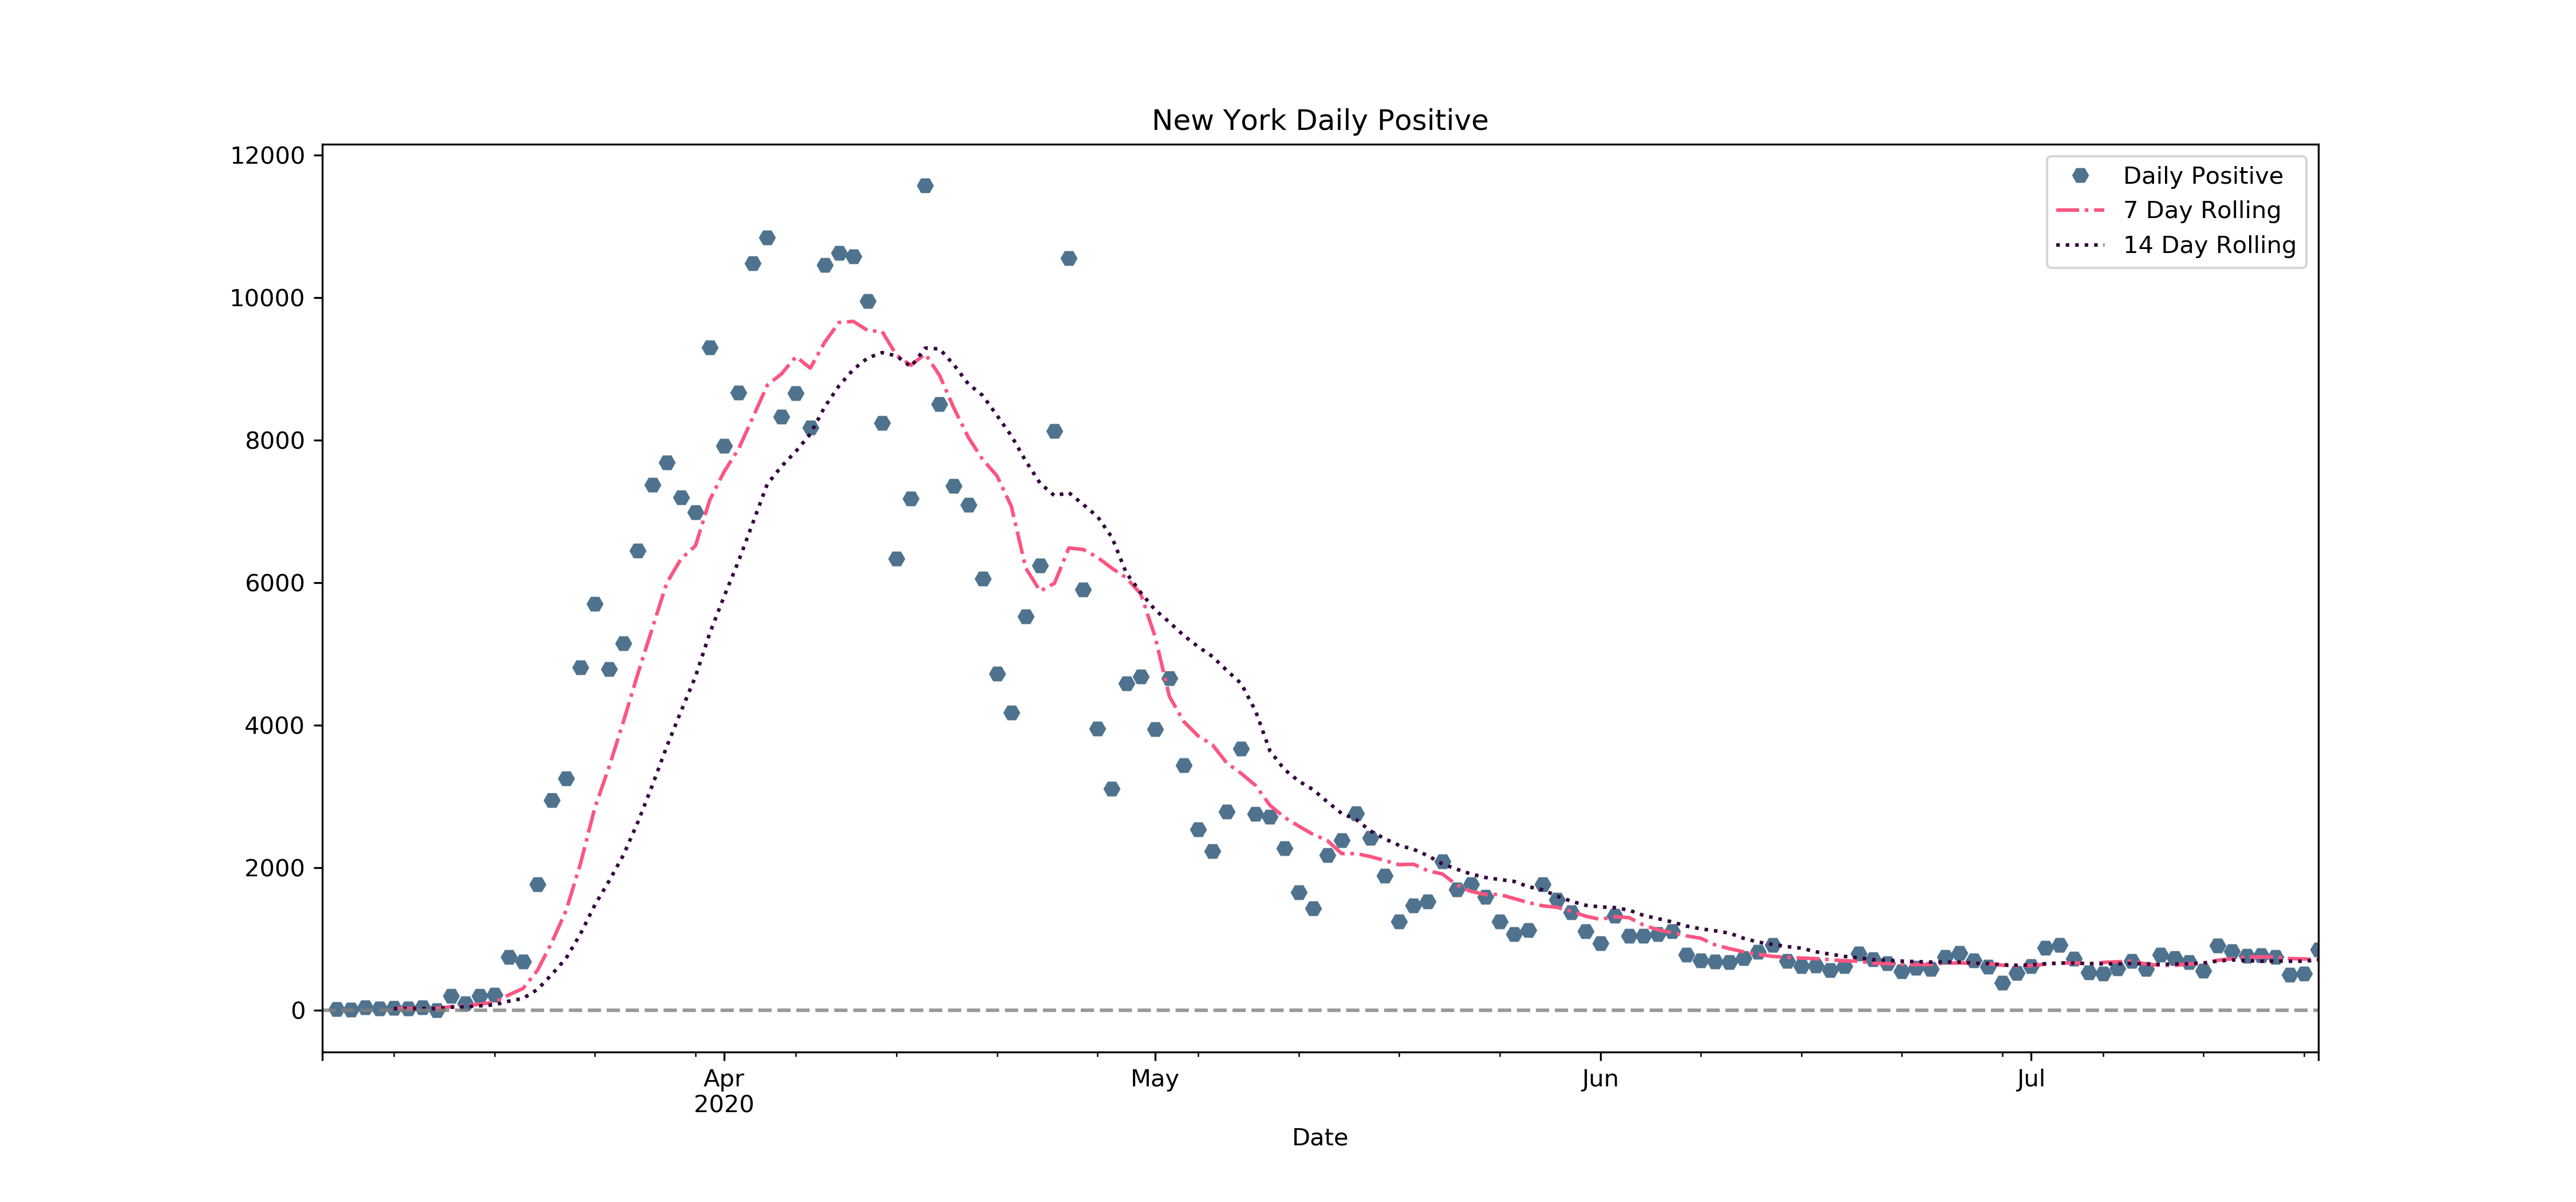 New York Daily Positive
12000
10000
8000
6000
4000
2000
0
Daily Positive
7 Day Rolling
14 Day Rolling
Apr
2020
May
Jun
Jul
Date